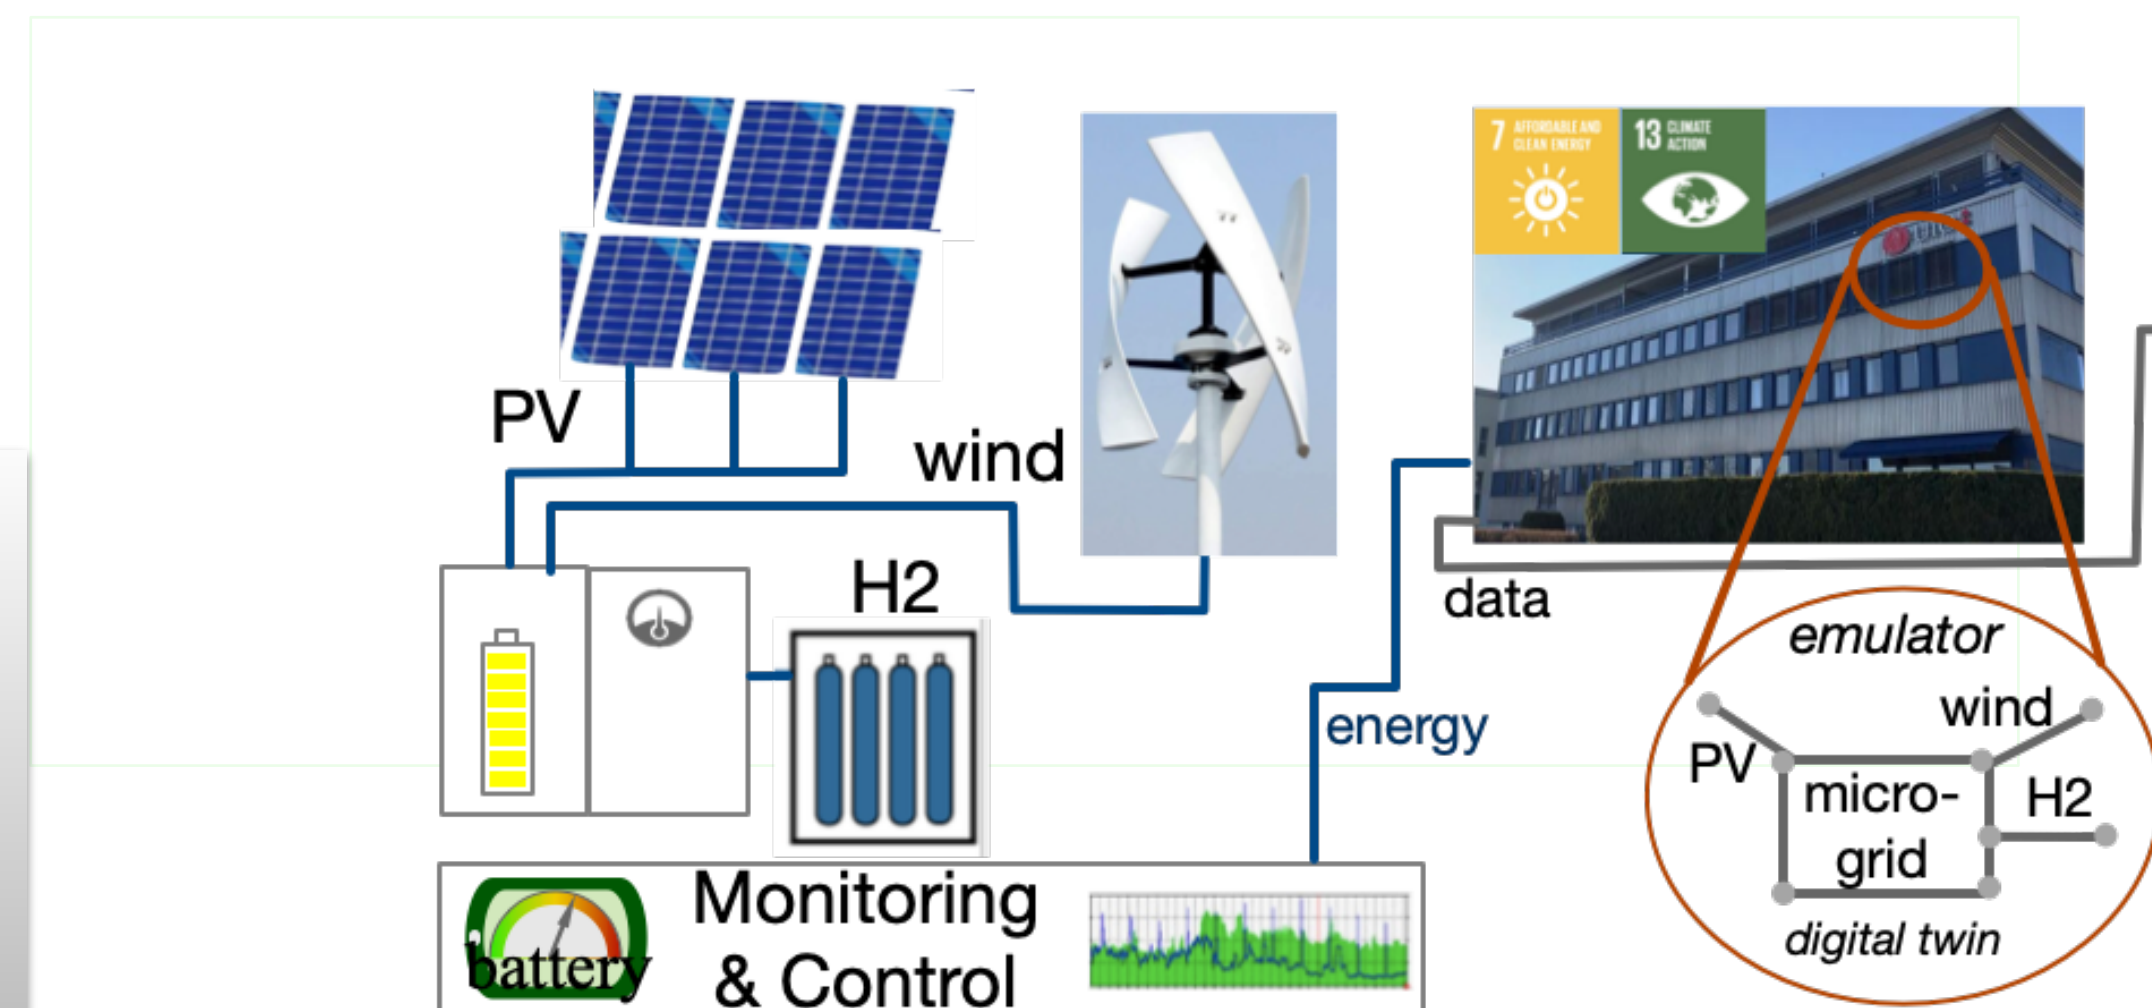 7 AFFORDABLE AND
CLEAN ENERGY
13 CLIMATE
ACTION
PV
wind
H2
data
energy
emulator
wind
PV
micro-
H2
grid
digital twin
Monitoring
& Control
battery